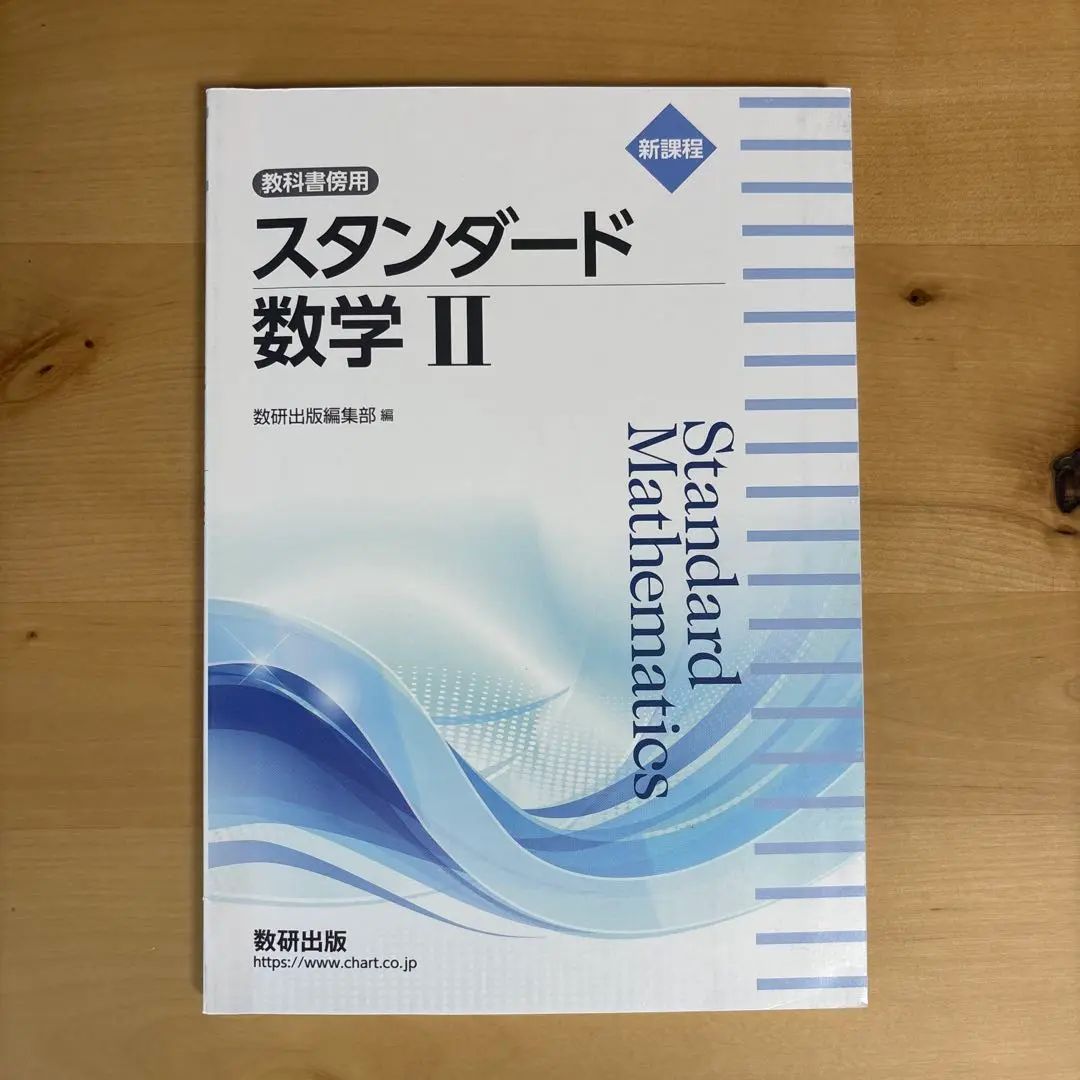 新課程
教科書傍用
スタンダード
数学 II
数研出版編集部 編
Standard
Mathematics
数研出版
https://www.chart.co.jp